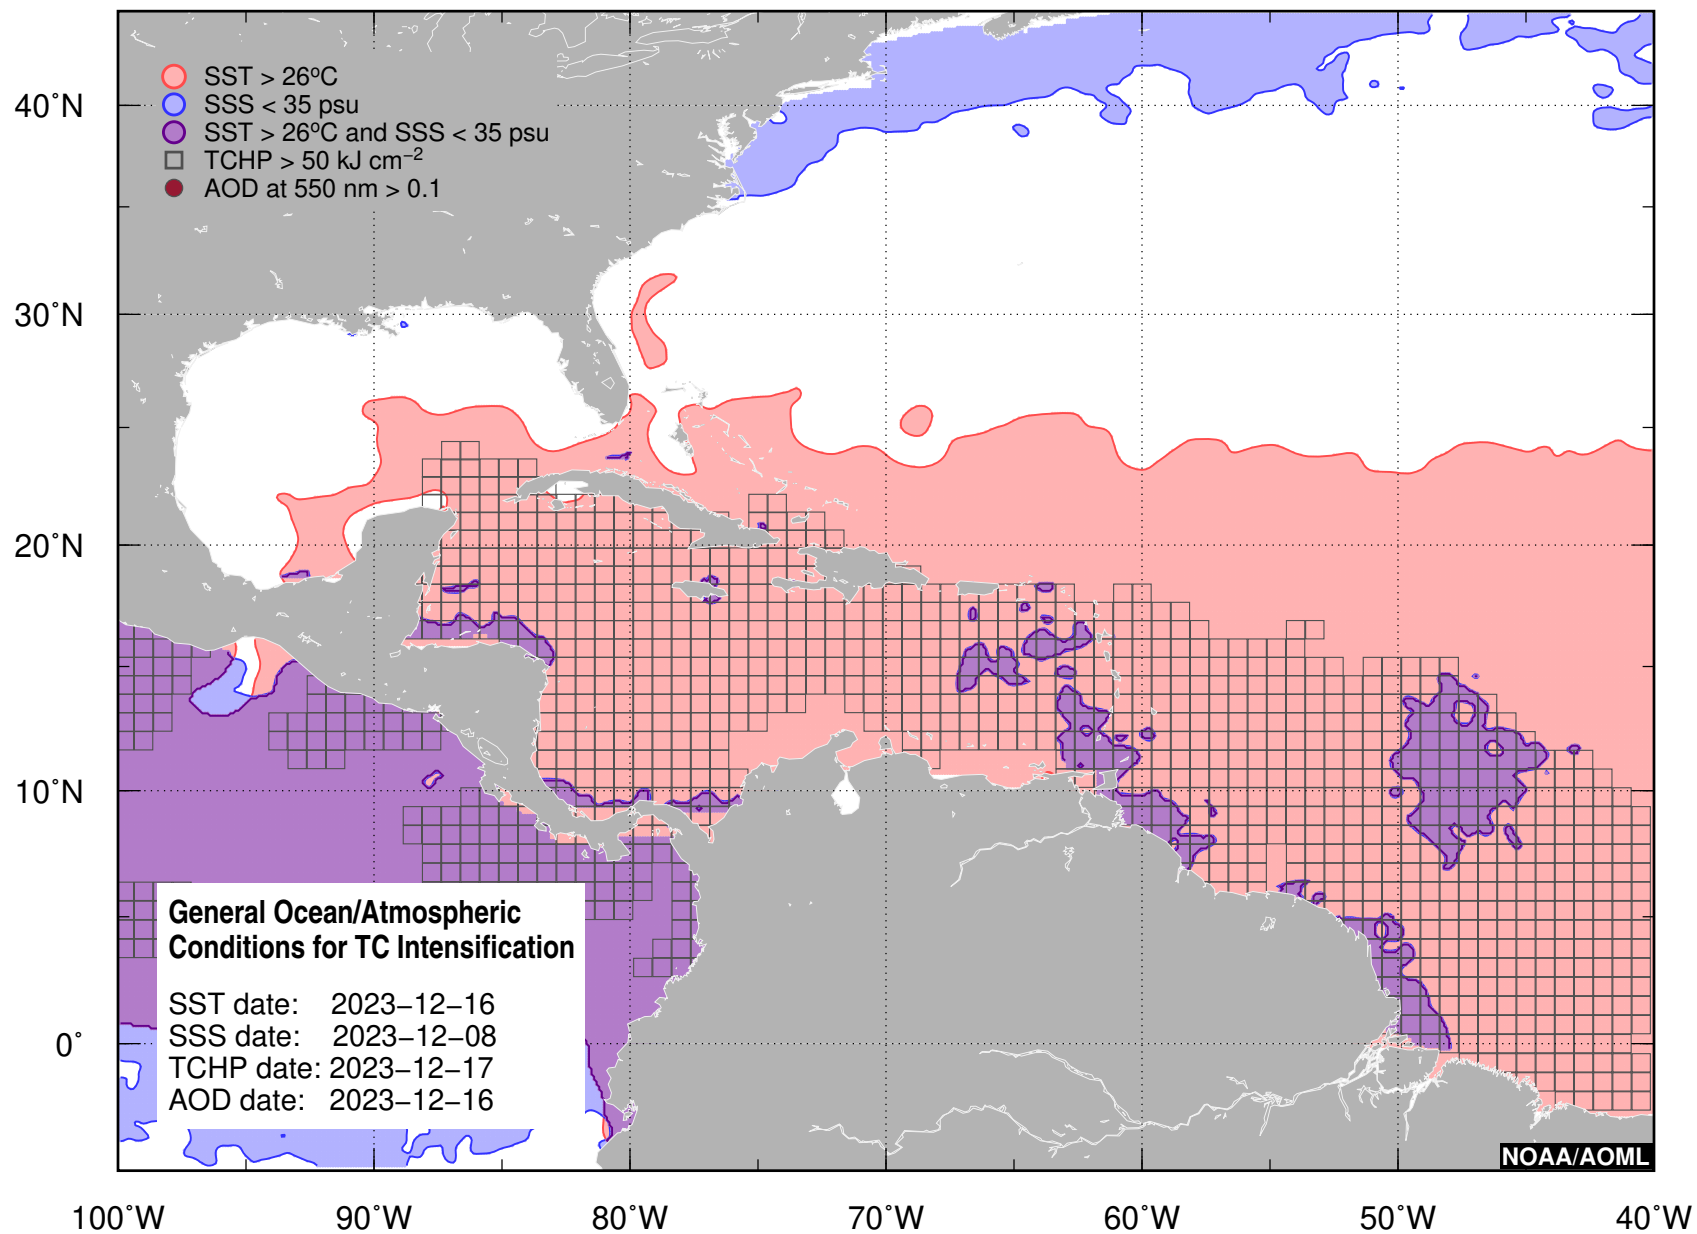 SST > 26ºC
SSS < 35 psu
SST > 26ºC and SSS < 35 psu
TCHP > 50 kJ cm⁻²
AOD at 550 nm > 0.1
40˚N
30˚N
20˚N
10˚N
0˚
General Ocean/Atmospheric
Conditions for TC Intensification
SST date: 2023−12−16
SSS date: 2023−12−08
TCHP date: 2023−12−17
AOD date: 2023−12−16
NOAA/AOML
100˚W 90˚W 80˚W 70˚W 60˚W 50˚W 40˚W